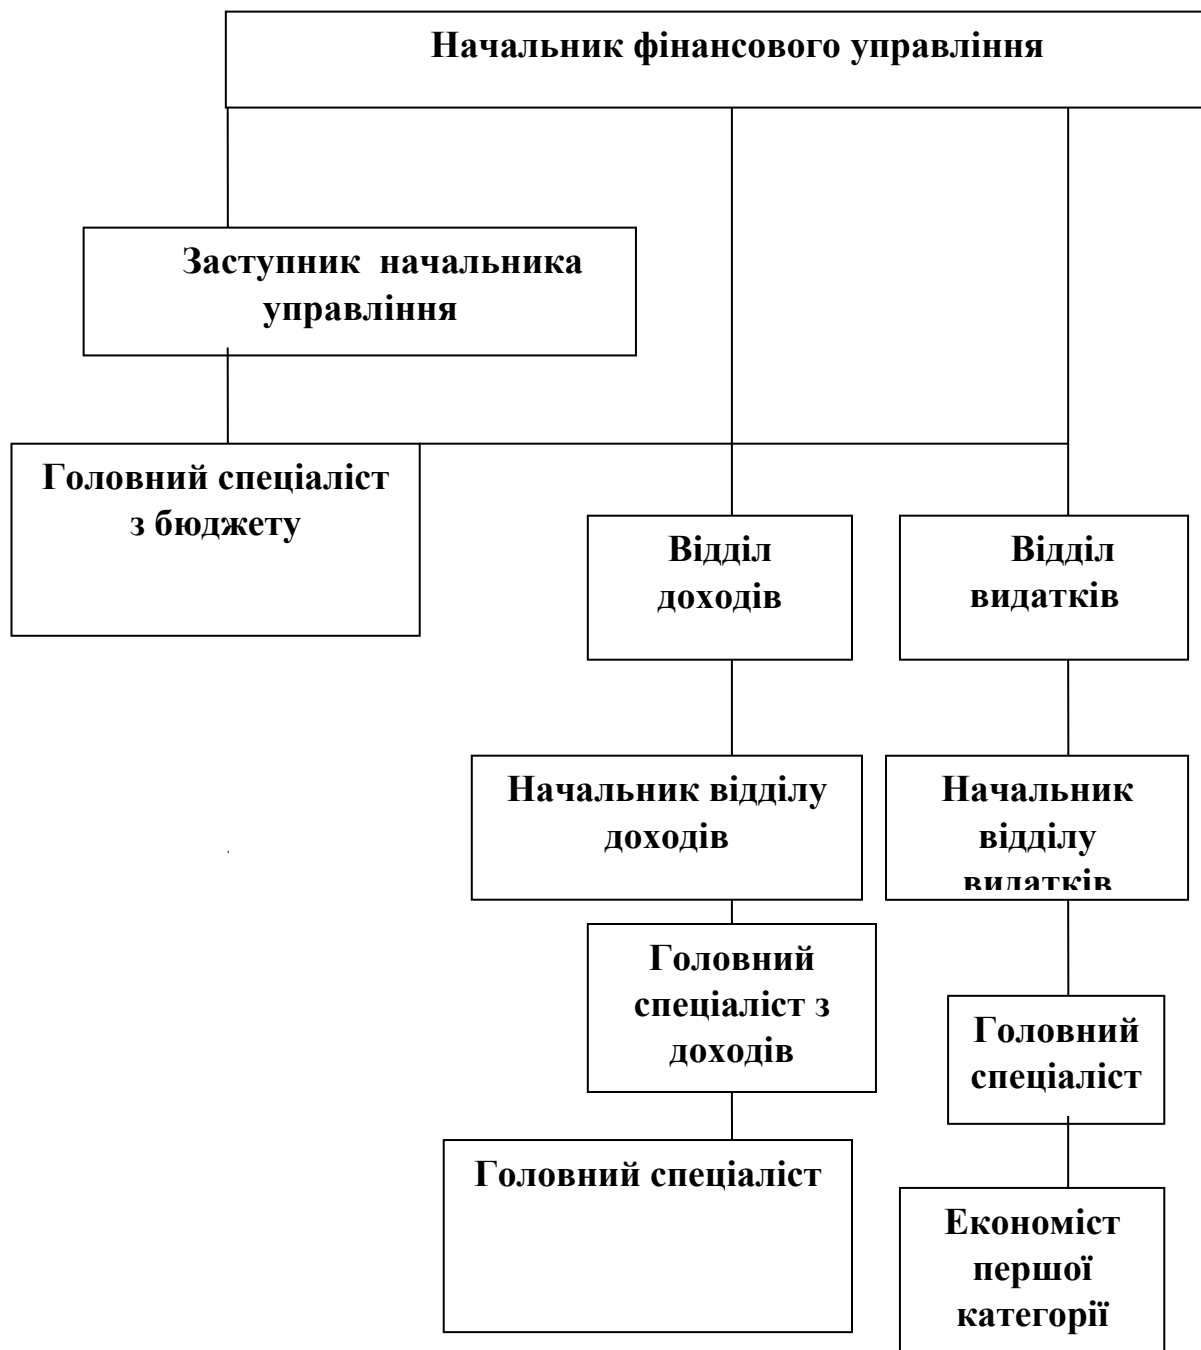 Начальник фінансового управління
Заступник начальника
управління
Головний спеціаліст
з бюджету
Відділ
доходів
Відділ
видатків
Начальник відділу
доходів
Начальник
відділу
видатків
Головний
спеціаліст з
доходів
Головний
спеціаліст
Головний спеціаліст
Економіст
першої
категорії